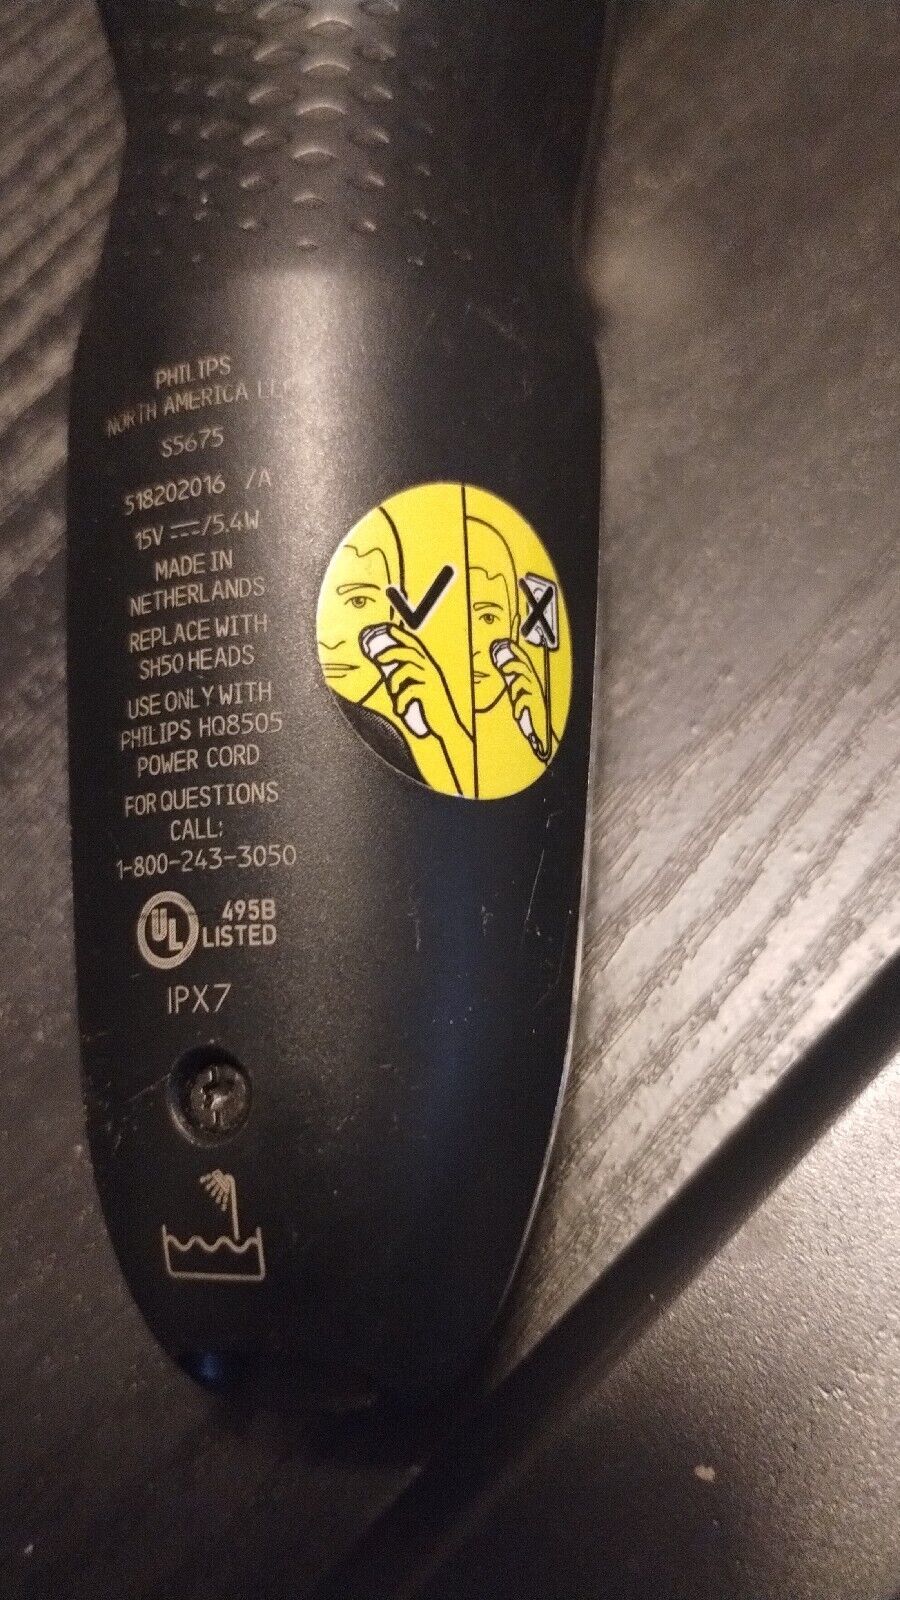 PHILIPS
NORTH AMERICA
S5675
518202016 /A
15V ⎓/5.4W
MADE IN
NETHERLANDS
REPLACE WITH
SH50 HEADS
USE ONLY WITH
PHILIPS HQ8505
POWER CORD
FOR QUESTIONS
CALL:
1-800-243-3050
UL 495B
LISTED
IPX7